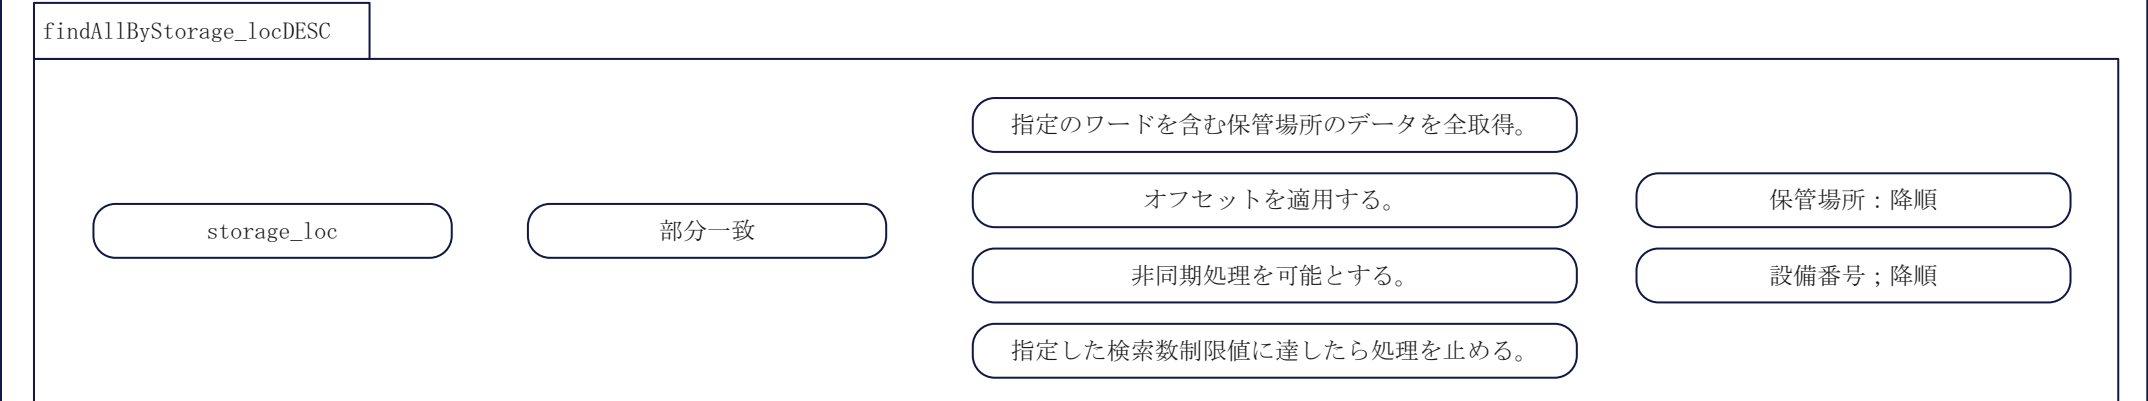 findAllByStorage_locDESC
storage_loc
部分一致
指定のワードを含む保管場所のデータを全取得。
オフセットを適用する。
非同期処理を可能とする。
指定した検索数制限値に達したら処理を止める。
保管場所：降順
設備番号；降順